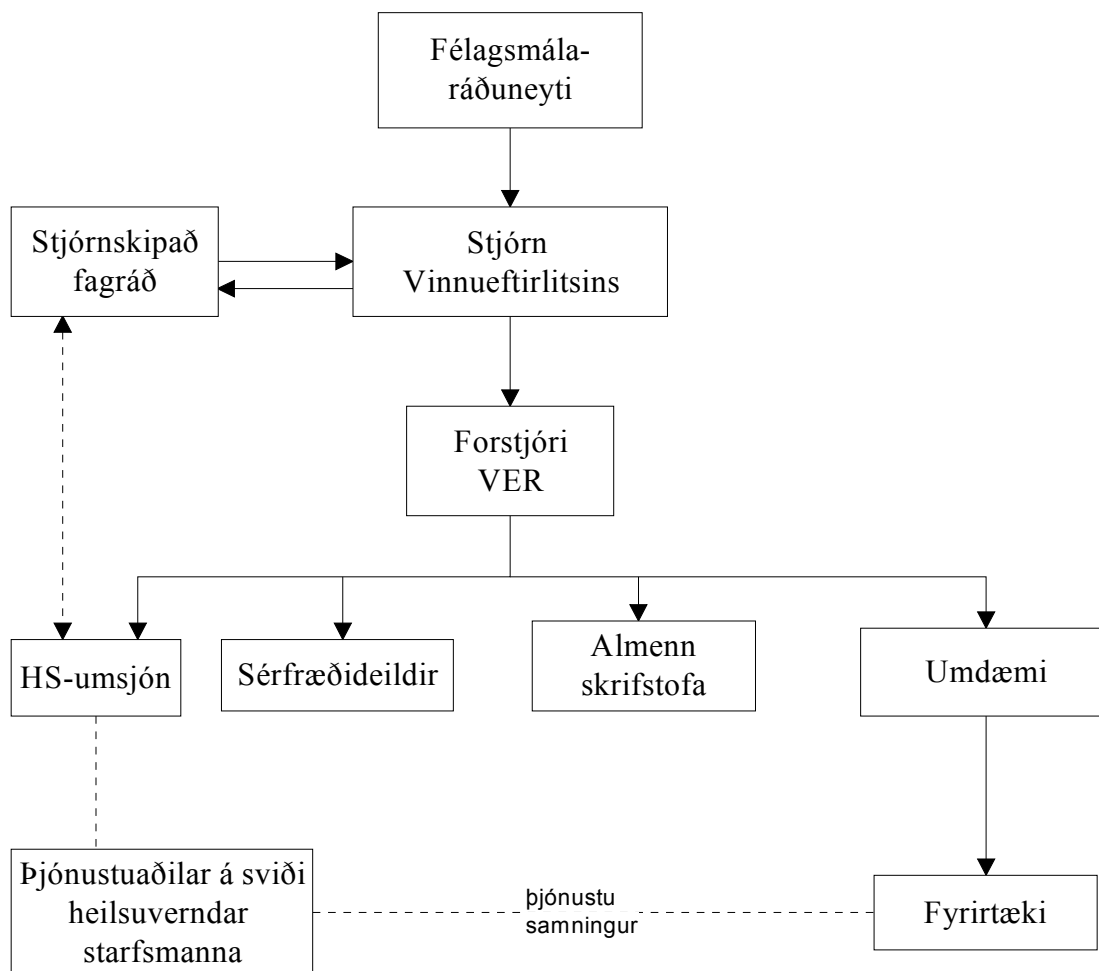 Félagsmála-
ráðuneyti
Stjórnskipað
fagráð
Stjórn
Vinnueftirlitsins
Forstjóri
VER
HS-umsjón
Sérfræðideildir
Almenn
skrifstofa
Umdæmi
Þjónustuaðilar á sviði
heilsuverndar
starfsmanna
þjónustu
samningur
Fyrirtæki